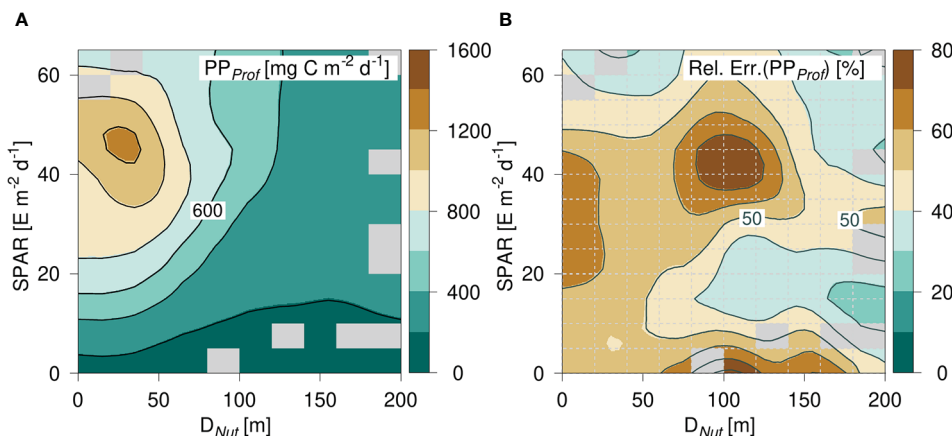 A
B
PP_Prof [mg C m-2 d-1]
Rel. Err.(PP_Prof) [%]
SPAR [E m-2 d-1]
60
40
20
0
0 50 100 150 200
D_Nut [m]
600
1600
1200
800
400
0
SPAR [E m-2 d-1]
60
40
20
0
0 50 100 150 200
D_Nut [m]
50
50
80
60
40
20
0